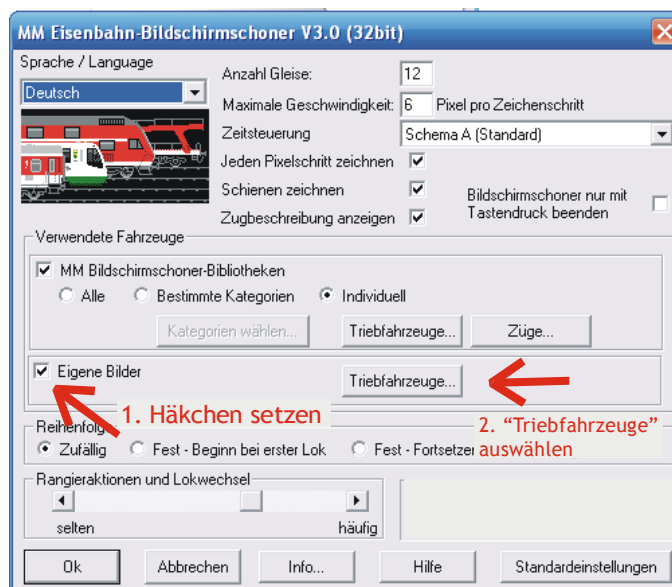 MM Eisenbahn-Bildschirmschoner V3.0 (32bit)
Sprache / Language
Deutsch
Anzahl Gleise: 12
Maximale Geschwindigkeit: 6 Pixel pro Zeichenschritt
Zeitsteuerung Schema A (Standard)
Jeden Pixelschritt zeichnen
Schienen zeichnen
Zugbeschreibung anzeigen
Bildschirmschoner nur mit
Tastendruck beenden
Verwendete Fahrzeuge
MM Bildschirmschoner-Bibliotheken
Alle Bestimmte Kategorien Individuell
Kategorien wählen... Triebfahrzeuge... Züge...
Eigene Bilder Triebfahrzeuge...
1. Häkchen setzen
2. “Triebfahrzeuge”
auswählen
Reihenfolge
Zufällig Fest - Beginn bei erster Lok Fest - Fortsetzen
Rangieraktionen und Lokwechsel
selten häufig
Ok Abbrechen Info... Hilfe Standardeinstellungen